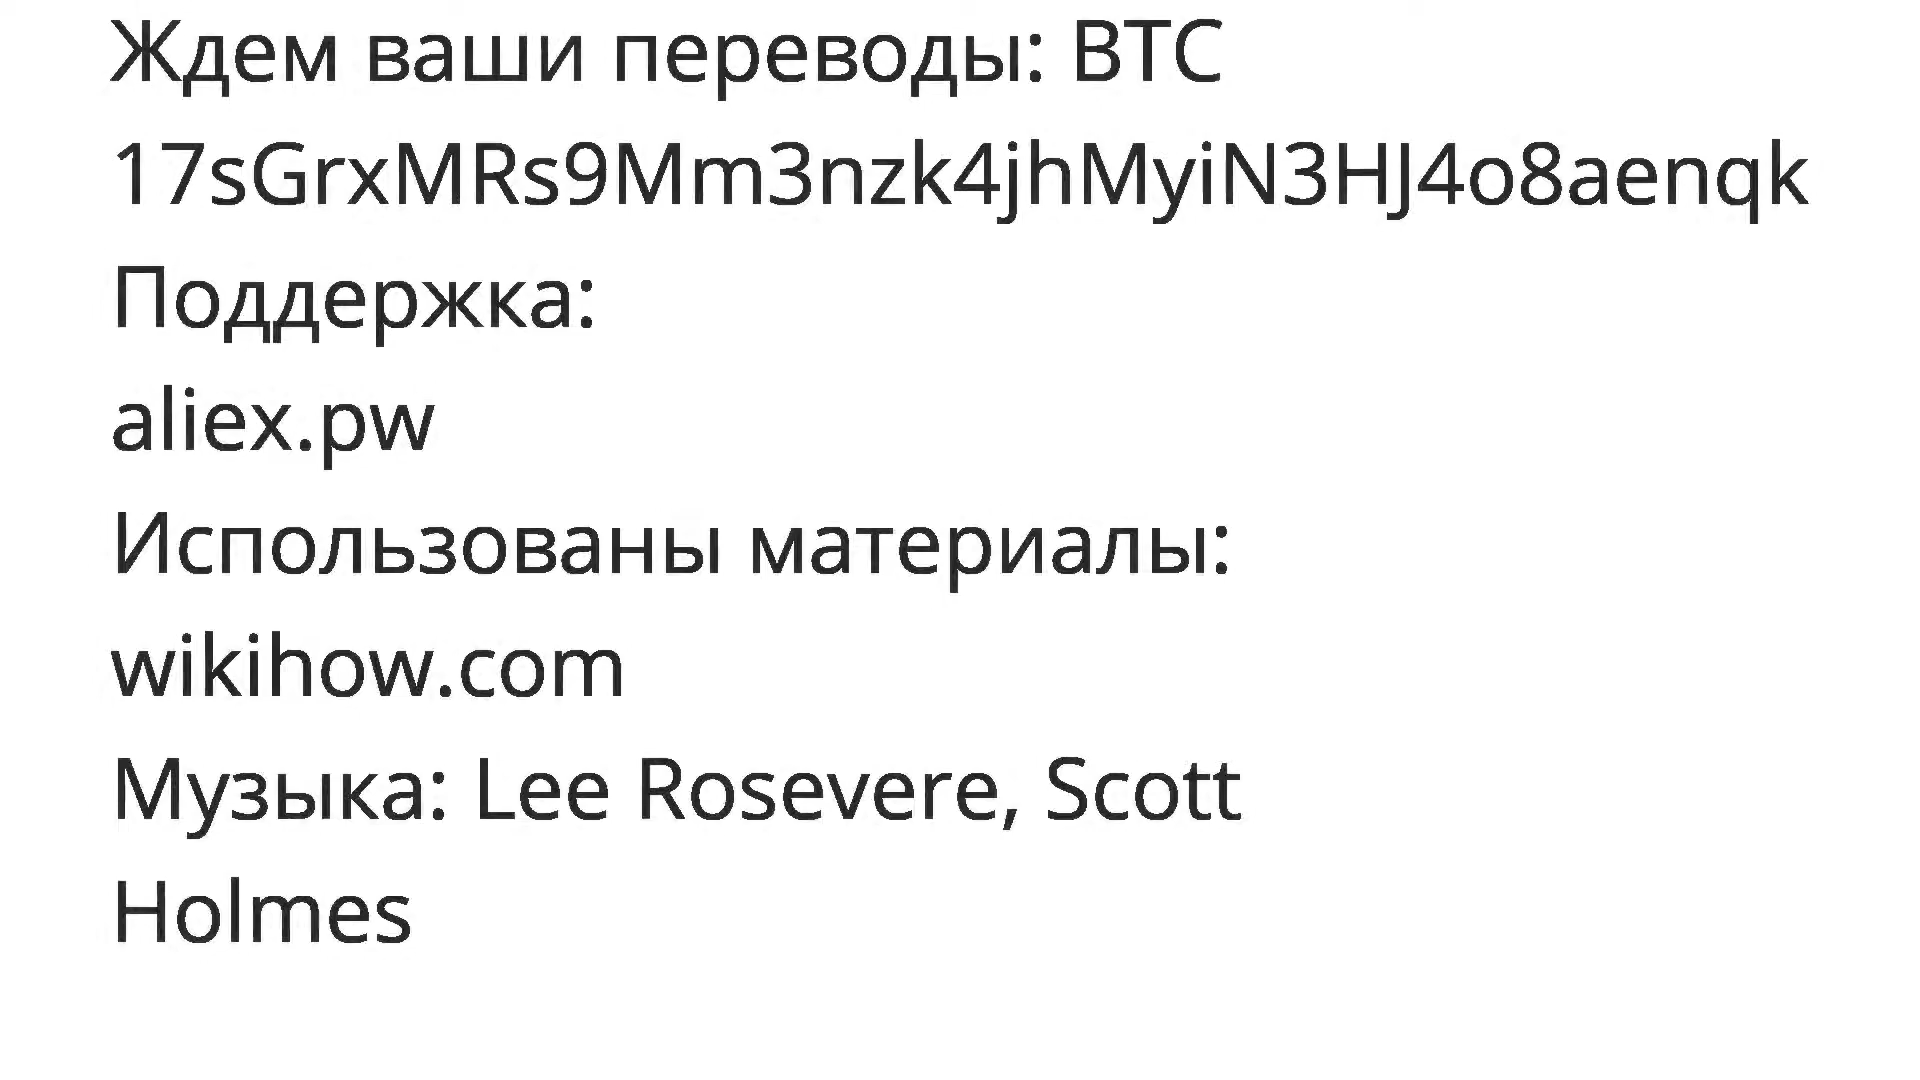 Ждем ваши переводы: BTC
17sGrxMRs9Mm3nzk4jhMyiN3HJ4o8aenqk
Поддержка:
aliex.pw
Использованы материалы:
wikihow.com
Музыка: Lee Rosevere, Scott
Holmes